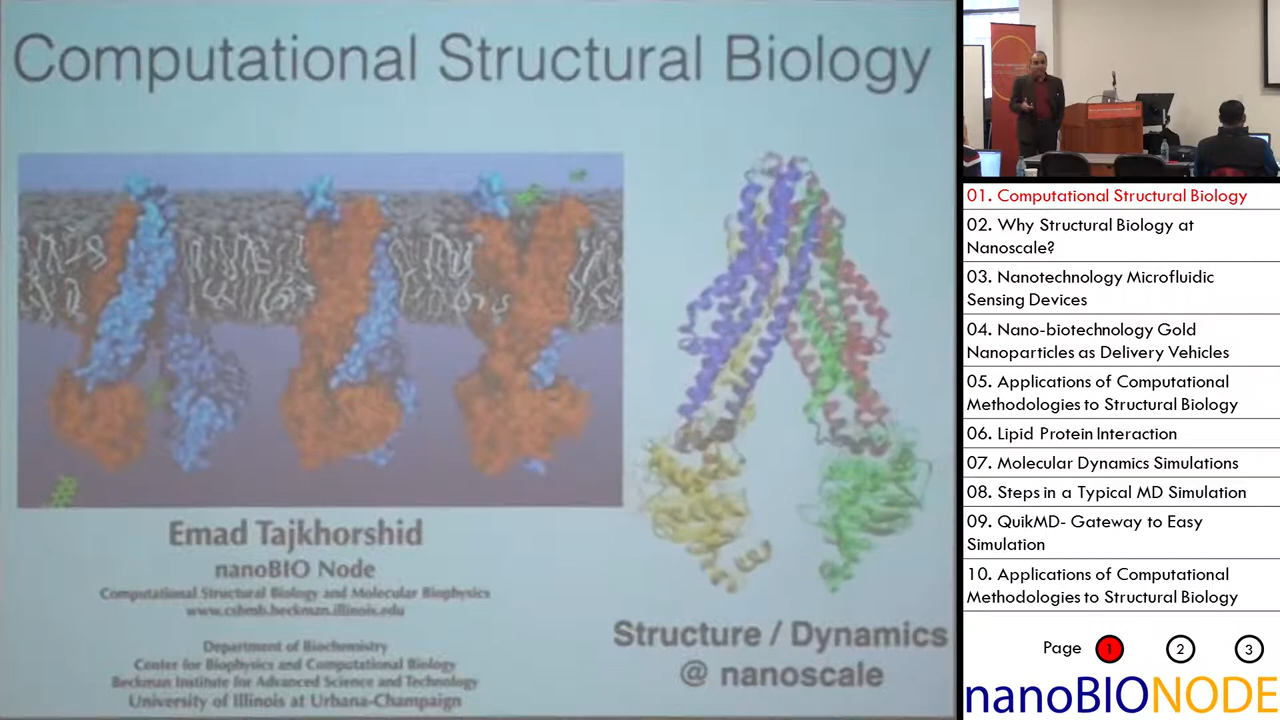 Computational Structural Biology
Emad Tajkhorshid
nanoBIO Node
Computational Structural Biology and Molecular Biophysics
www.csbmb.beckman.illinois.edu
Department of Biochemistry
Center for Biophysics and Computational Biology
Beckman Institute for Advanced Science and Technology
University of Illinois at Urbana-Champaign
Structure / Dynamics
@ nanoscale
01. Computational Structural Biology
02. Why Structural Biology at
Nanoscale?
03. Nanotechnology Microfluidic
Sensing Devices
04. Nano-biotechnology Gold
Nanoparticles as Delivery Vehicles
05. Applications of Computational
Methodologies to Structural Biology
06. Lipid Protein Interaction
07. Molecular Dynamics Simulations
08. Steps in a Typical MD Simulation
09. QuikMD- Gateway to Easy
Simulation
10. Applications of Computational
Methodologies to Structural Biology
Page 1 2 3
nanoBIONODE